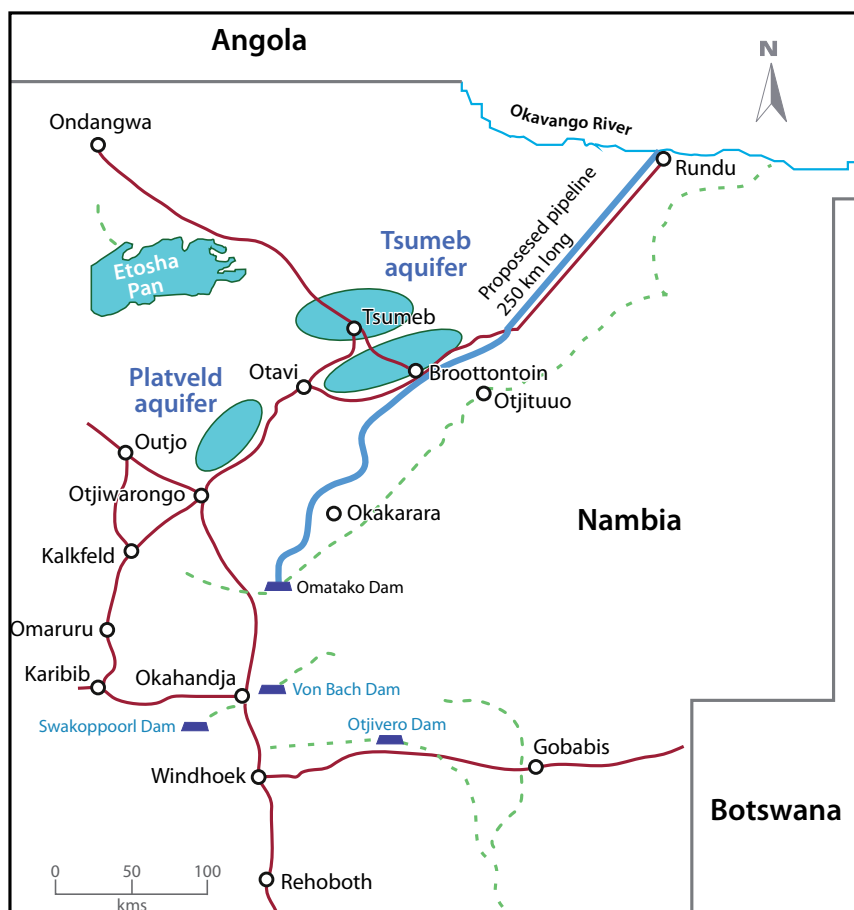 Angola
N
Okavango River
Ondangwa
Rundu
Proposesed pipeline
250 km long
Tsumeb
aquifer
Etosha
Pan
Tsumeb
Platveld
aquifer
Otavi
Broottontoin
Otjituuo
Outjo
Otjiwarongo
Okakarara
Nambia
Kalkfeld
Omatako Dam
Omaruru
Karibib
Okahandja
Von Bach Dam
Swakoppoorl Dam
Otjivero Dam
Gobabis
Windhoek
Botswana
0 50 100
kms
Rehoboth